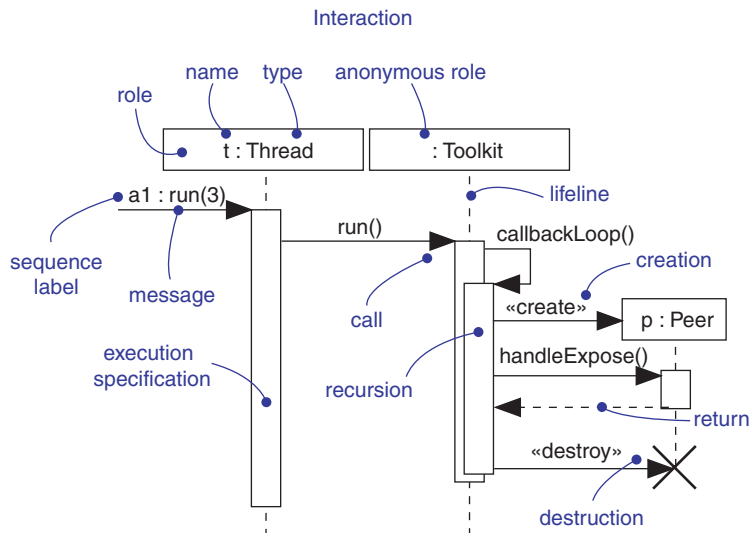 Interaction
name type anonymous role
role
t : Thread
: Toolkit
a1 : run(3)
lifeline
run()
callbackLoop()
sequence
label
message
call
creation
«create»
p : Peer
execution
specification
handleExpose()
recursion
return
«destroy»
destruction